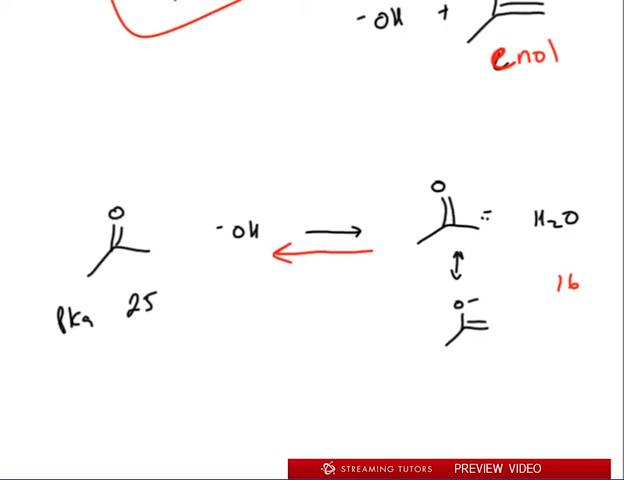 -OH +
enol
O
O
-OH
H2O
pKa 25
16
O-
STREAMING TUTORS PREVIEW VIDEO